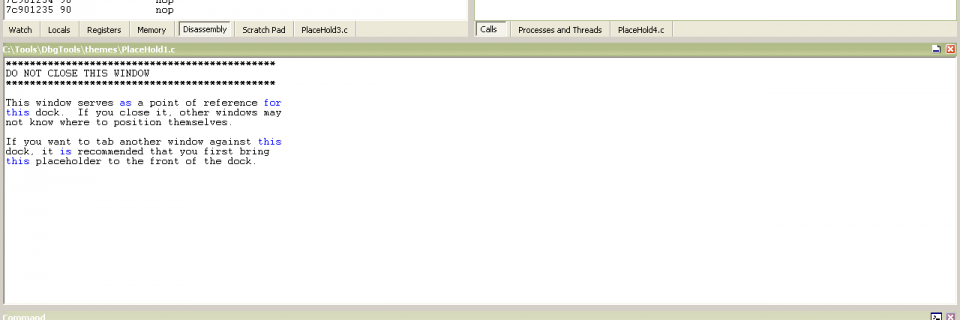 7c901234 90 nop
7c901235 90 nop
Watch Locals Registers Memory Disassembly Scratch Pad PlaceHold3.c
Calls Processes and Threads PlaceHold4.c
C:\Tools\DbgTools\themes\PlaceHold1.c
*********************************************
DO NOT CLOSE THIS WINDOW
*********************************************
This window serves as a point of reference for
this dock.  If you close it, other windows may
not know where to position themselves.
If you want to tab another window against this
dock, it is recommended that you first bring
this placeholder to the front of the dock.
Command